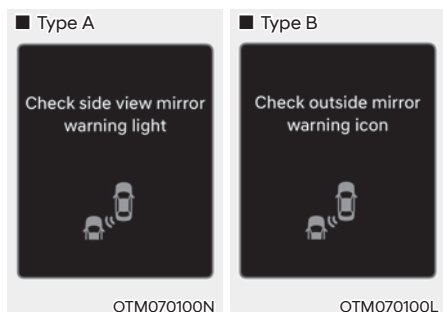 ■ Type A
Check side view mirror
warning light
OTM070100N
■ Type B
Check outside mirror
warning icon
OTM070100L